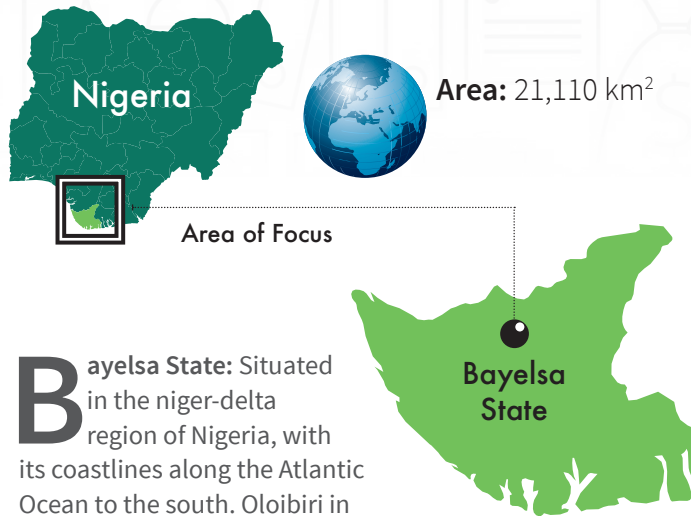 Nigeria
Area: 21,110 km²
Area of Focus
Bayelsa
State
Bayelsa State: Situated
in the niger-delta
region of Nigeria, with
its coastlines along the Atlantic
Ocean to the south. Oloibiri in